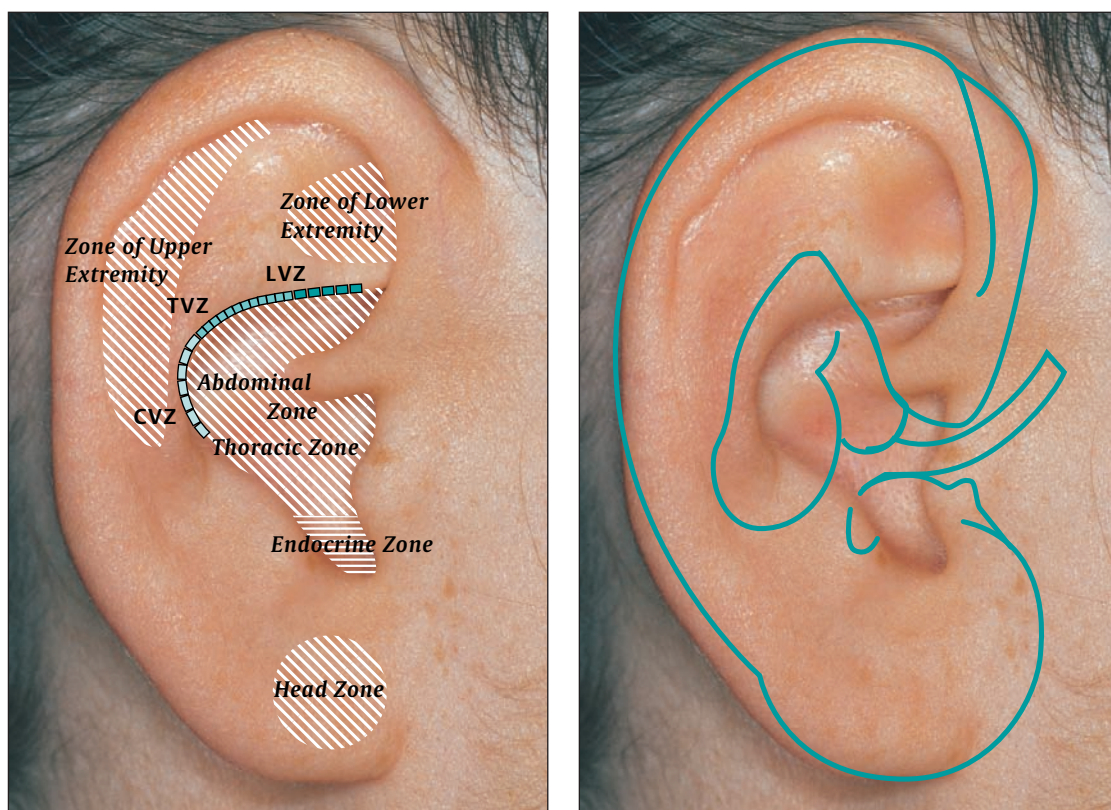 Zone of Lower
Extremity
Zone of Upper
Extremity
LVZ
TVZ
Abdominal
Zone
CVZ
Thoracic Zone
Endocrine Zone
Head Zone